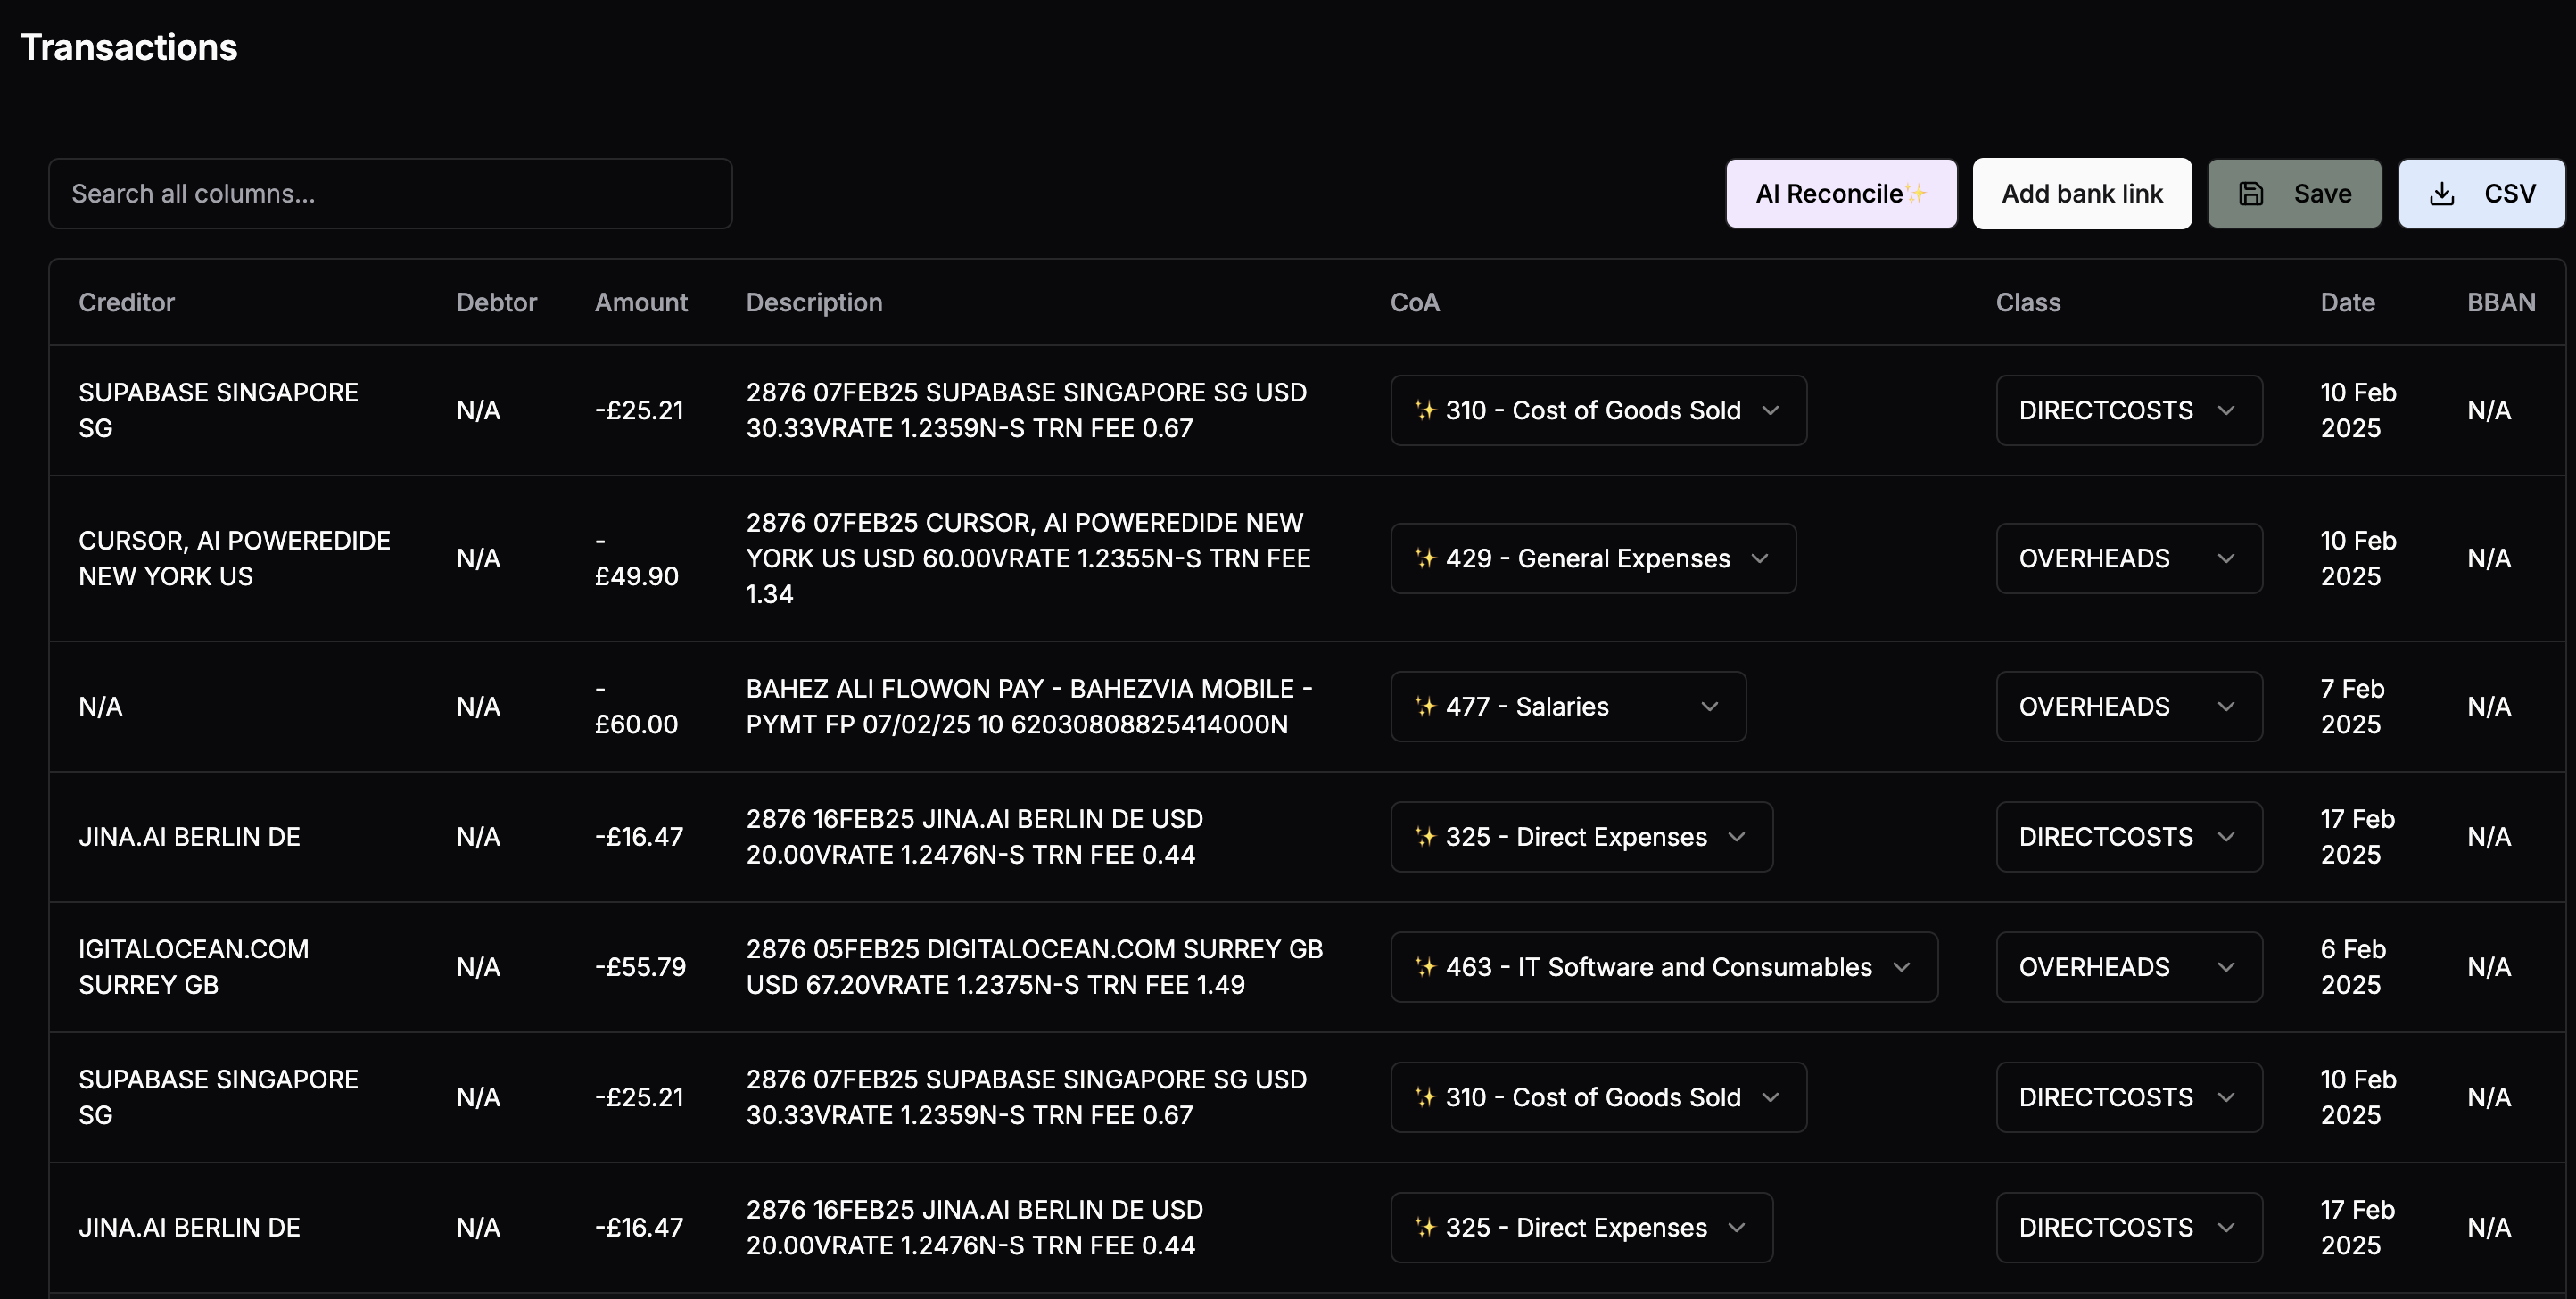 Transactions
Search all columns...
AI Reconcile✨
Add bank link
Save
CSV
Creditor Debtor Amount Description CoA Class Date BBAN
SUPABASE SINGAPORE
SG
N/A
-£25.21
2876 07FEB25 SUPABASE SINGAPORE SG USD
30.33VRATE 1.2359N-S TRN FEE 0.67
✨ 310 - Cost of Goods Sold
DIRECTCOSTS
10 Feb
2025
N/A
CURSOR, AI POWEREDIDE
NEW YORK US
N/A
-
£49.90
2876 07FEB25 CURSOR, AI POWEREDIDE NEW
YORK US USD 60.00VRATE 1.2355N-S TRN FEE
1.34
✨ 429 - General Expenses
OVERHEADS
10 Feb
2025
N/A
N/A
N/A
-
£60.00
BAHEZ ALI FLOWON PAY - BAHEZVIA MOBILE -
PYMT FP 07/02/25 10 62030808825414000N
✨ 477 - Salaries
OVERHEADS
7 Feb
2025
N/A
JINA.AI BERLIN DE
N/A
-£16.47
2876 16FEB25 JINA.AI BERLIN DE USD
20.00VRATE 1.2476N-S TRN FEE 0.44
✨ 325 - Direct Expenses
DIRECTCOSTS
17 Feb
2025
N/A
IGITALOCEAN.COM
SURREY GB
N/A
-£55.79
2876 05FEB25 DIGITALOCEAN.COM SURREY GB
USD 67.20VRATE 1.2375N-S TRN FEE 1.49
✨ 463 - IT Software and Consumables
OVERHEADS
6 Feb
2025
N/A
SUPABASE SINGAPORE
SG
N/A
-£25.21
2876 07FEB25 SUPABASE SINGAPORE SG USD
30.33VRATE 1.2359N-S TRN FEE 0.67
✨ 310 - Cost of Goods Sold
DIRECTCOSTS
10 Feb
2025
N/A
JINA.AI BERLIN DE
N/A
-£16.47
2876 16FEB25 JINA.AI BERLIN DE USD
20.00VRATE 1.2476N-S TRN FEE 0.44
✨ 325 - Direct Expenses
DIRECTCOSTS
17 Feb
2025
N/A